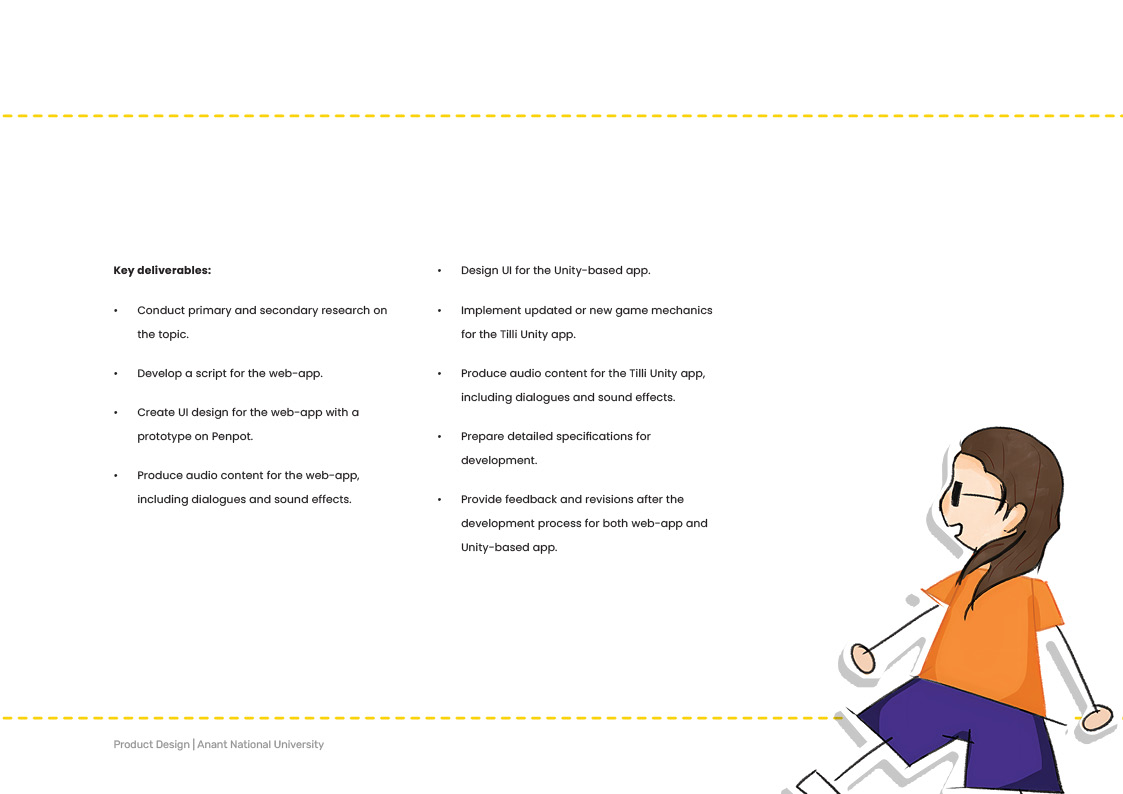 Key deliverables:
• Conduct primary and secondary research on
the topic.
• Develop a script for the web-app.
• Create UI design for the web-app with a
prototype on Penpot.
• Produce audio content for the web-app,
including dialogues and sound effects.
• Design UI for the Unity-based app.
• Implement updated or new game mechanics
for the Tilli Unity app.
• Produce audio content for the Tilli Unity app,
including dialogues and sound effects.
• Prepare detailed specifications for
development.
• Provide feedback and revisions after the
development process for both web-app and
Unity-based app.
Product Design | Anant National University